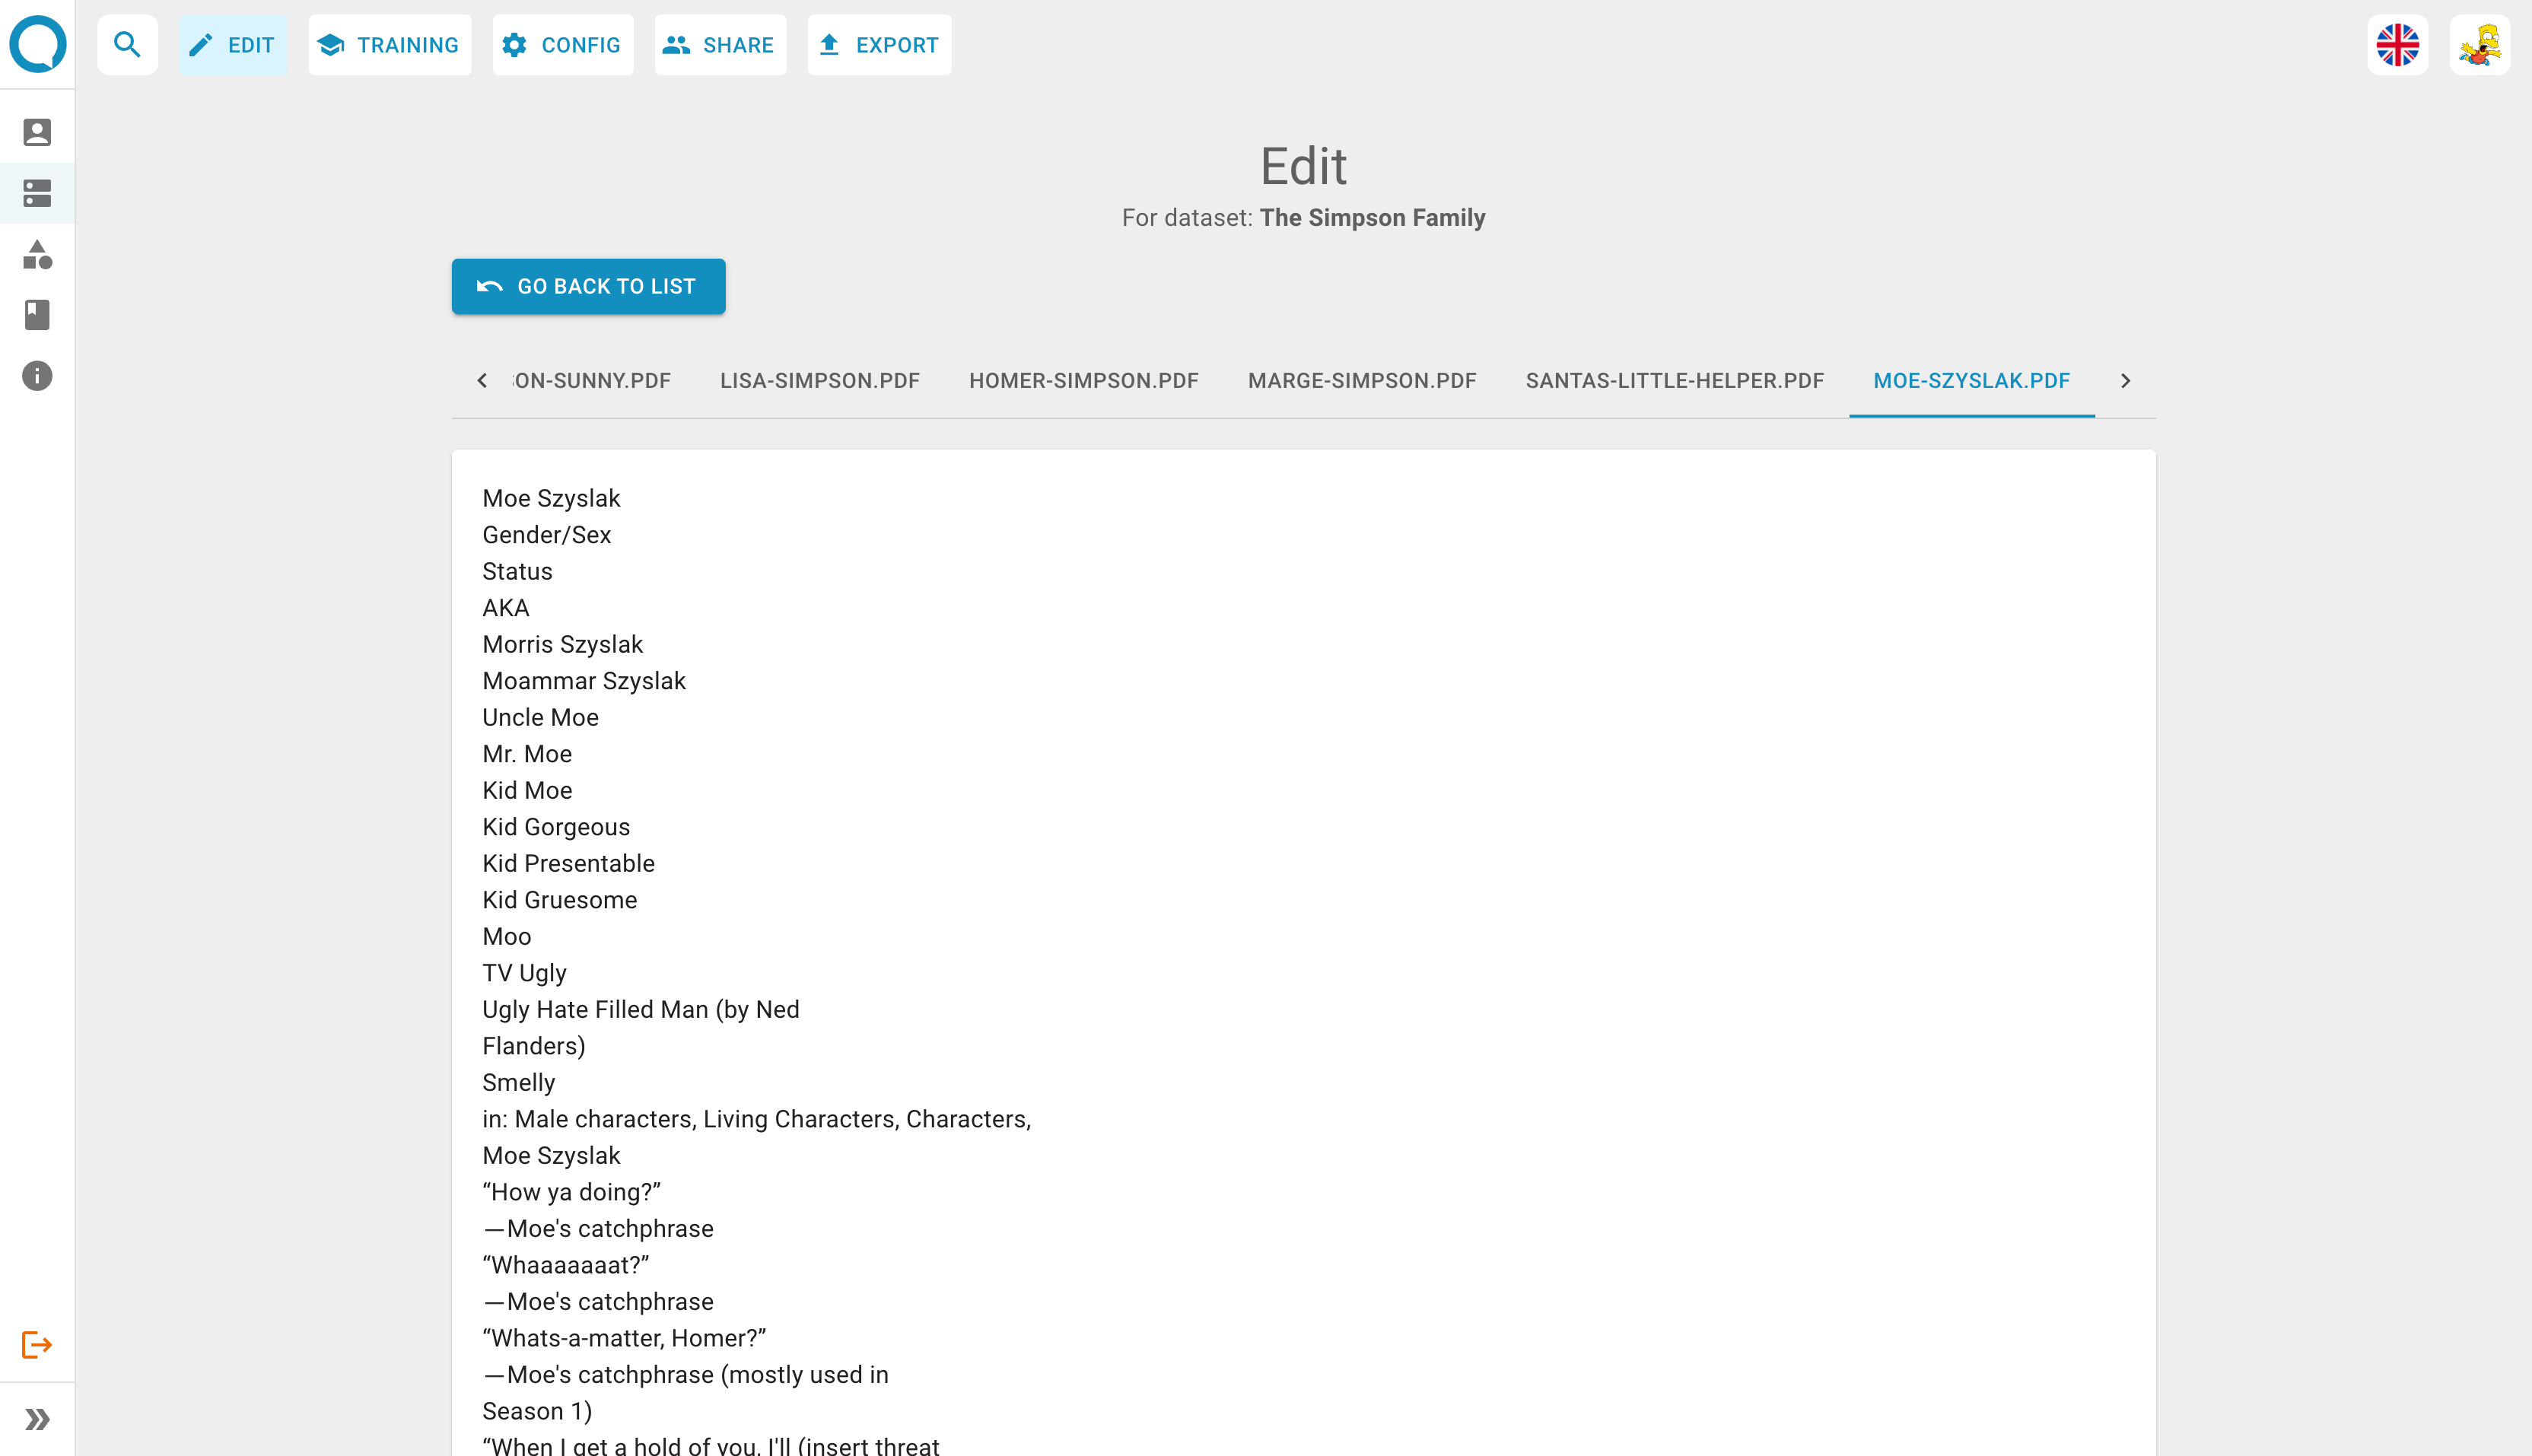 EDIT
TRAINING
CONFIG
SHARE
EXPORT
Edit
For dataset: The Simpson Family
GO BACK TO LIST
ON-SUNNY.PDF
LISA-SIMPSON.PDF
HOMER-SIMPSON.PDF
MARGE-SIMPSON.PDF
SANTAS-LITTLE-HELPER.PDF
MOE-SZYSLAK.PDF
Moe Szyslak
Gender/Sex
Status
AKA
Morris Szyslak
Moammar Szyslak
Uncle Moe
Mr. Moe
Kid Moe
Kid Gorgeous
Kid Presentable
Kid Gruesome
Moo
TV Ugly
Ugly Hate Filled Man (by Ned
Flanders)
Smelly
in: Male characters, Living Characters, Characters,
Moe Szyslak
“How ya doing?”
—Moe's catchphrase
“Whaaaaaaat?”
—Moe's catchphrase
“Whats-a-matter, Homer?”
—Moe's catchphrase (mostly used in
Season 1)
“When I get a hold of you, I'll (insert threat